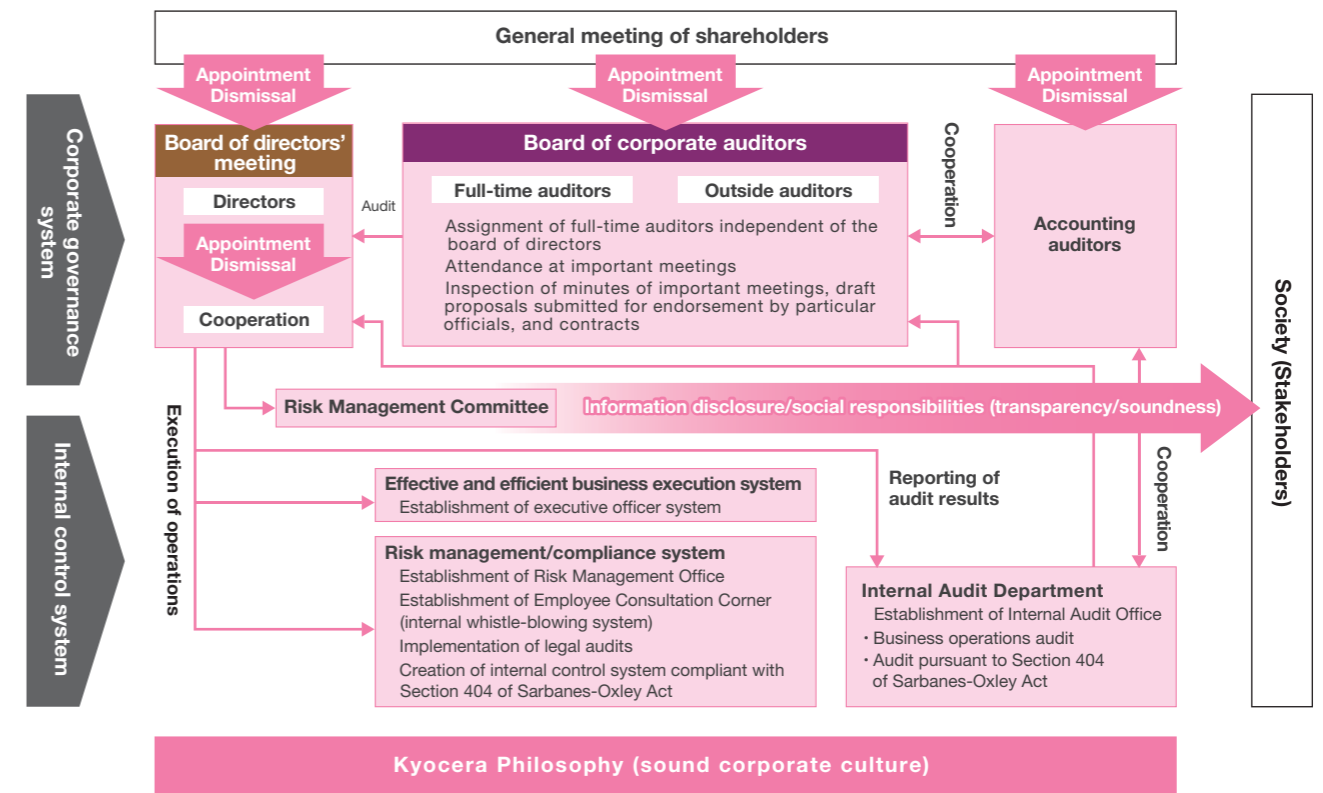 General meeting of shareholders
Appointment
Dismissal
Appointment
Dismissal
Appointment
Dismissal
Corporate governance
system
Board of directors'
meeting
Directors
Appointment
Dismissal
Cooperation
Audit
Board of corporate auditors
Full-time auditors
Outside auditors
Assignment of full-time auditors independent of the
board of directors
Attendance at important meetings
Inspection of minutes of important meetings, draft
proposals submitted for endorsement by particular
officials, and contracts
Cooperation
Accounting
auditors
Society (Stakeholders)
Risk Management Committee
Information disclosure/social responsibilities (transparency/soundness)
Internal control system
Execution of operations
Effective and efficient business execution system
Establishment of executive officer system
Reporting of
audit results
Cooperation
Risk management/compliance system
Establishment of Risk Management Office
Establishment of Employee Consultation Corner
(internal whistle-blowing system)
Implementation of legal audits
Creation of internal control system compliant with
Section 404 of Sarbanes-Oxley Act
Internal Audit Department
Establishment of Internal Audit Office
・Business operations audit
・Audit pursuant to Section 404
of Sarbanes-Oxley Act
Kyocera Philosophy (sound corporate culture)